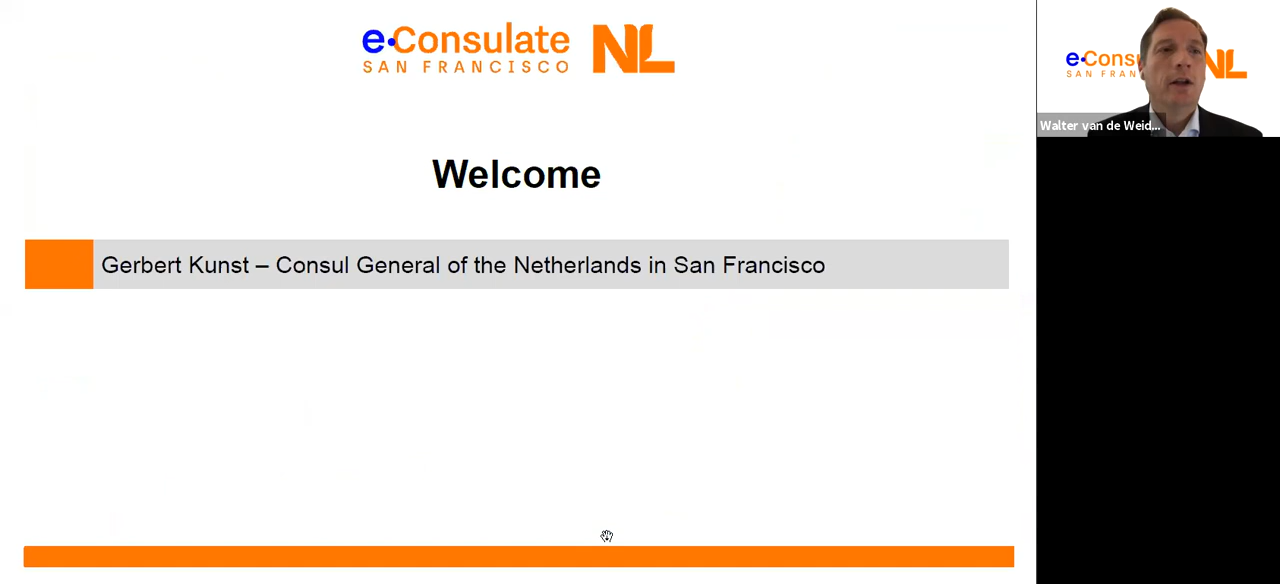 e·Consulate
SAN FRANCISCO
NL
Welcome
Gerbert Kunst – Consul General of the Netherlands in San Francisco
e·Consu
SAN FRAN
NL
Walter van de Weid...